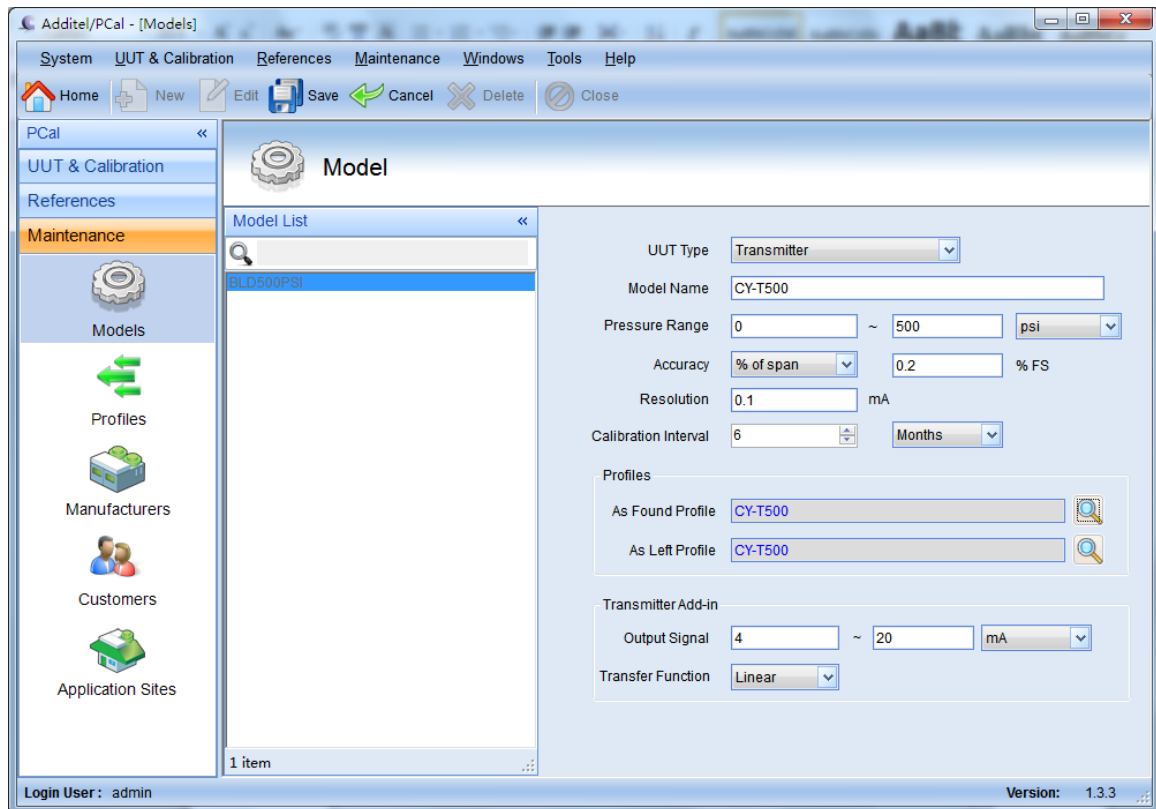 Additel/PCal - [Models]
System UUT & Calibration References Maintenance Windows Tools Help
Home New Edit Save Cancel Delete Close
PCal «
UUT & Calibration
References
Maintenance
Models
Profiles
Manufacturers
Customers
Application Sites
Model
Model List «
BLD500PSI
1 item
UUT Type Transmitter
Model Name CY-T500
Pressure Range 0 ~ 500 psi
Accuracy % of span 0.2 % FS
Resolution 0.1 mA
Calibration Interval 6 Months
Profiles
As Found Profile CY-T500
As Left Profile CY-T500
Transmitter Add-in
Output Signal 4 ~ 20 mA
Transfer Function Linear
Login User : admin Version: 1.3.3